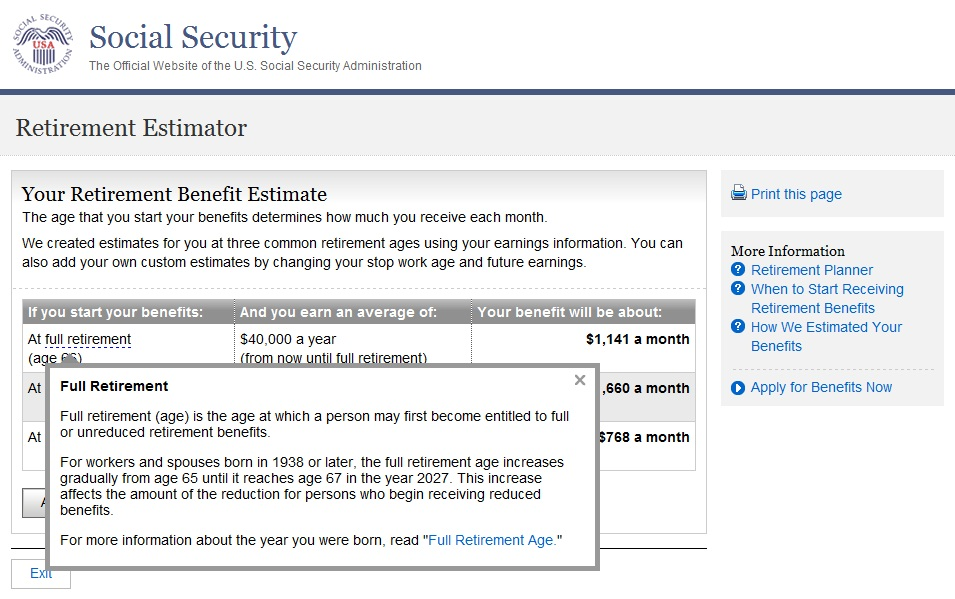 SOCIAL SECURITY ADMINISTRATION
USA
Social Security
The Official Website of the U.S. Social Security Administration
Retirement Estimator
Your Retirement Benefit Estimate
The age that you start your benefits determines how much you receive each month.
We created estimates for you at three common retirement ages using your earnings information. You can
also add your own custom estimates by changing your stop work age and future earnings.
If you start your benefits: And you earn an average of: Your benefit will be about:
At full retirement $40,000 a year $1,141 a month
(age (from now until full retirement)
At ,660 a month
At $768 a month
Full Retirement
Full retirement (age) is the age at which a person may first become entitled to full
or unreduced retirement benefits.
For workers and spouses born in 1938 or later, the full retirement age increases
gradually from age 65 until it reaches age 67 in the year 2027. This increase
affects the amount of the reduction for persons who begin receiving reduced
benefits.
For more information about the year you were born, read "Full Retirement Age."
Exit
Print this page
More Information
Retirement Planner
When to Start Receiving
Retirement Benefits
How We Estimated Your
Benefits
Apply for Benefits Now